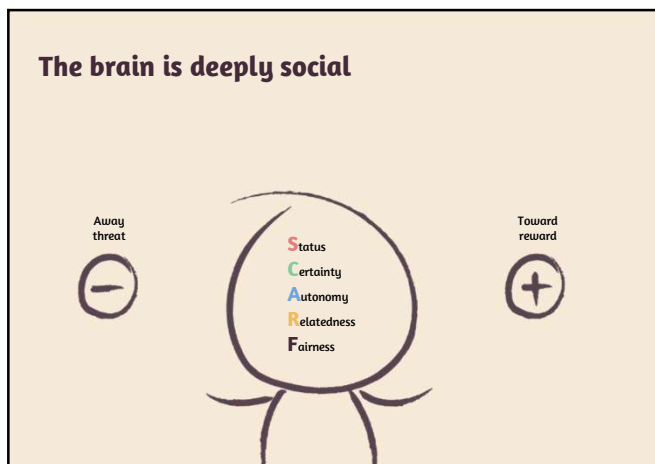 The brain is deeply social
Away
threat
Status
Certainty
Autonomy
Relatedness
Fairness
Toward
reward